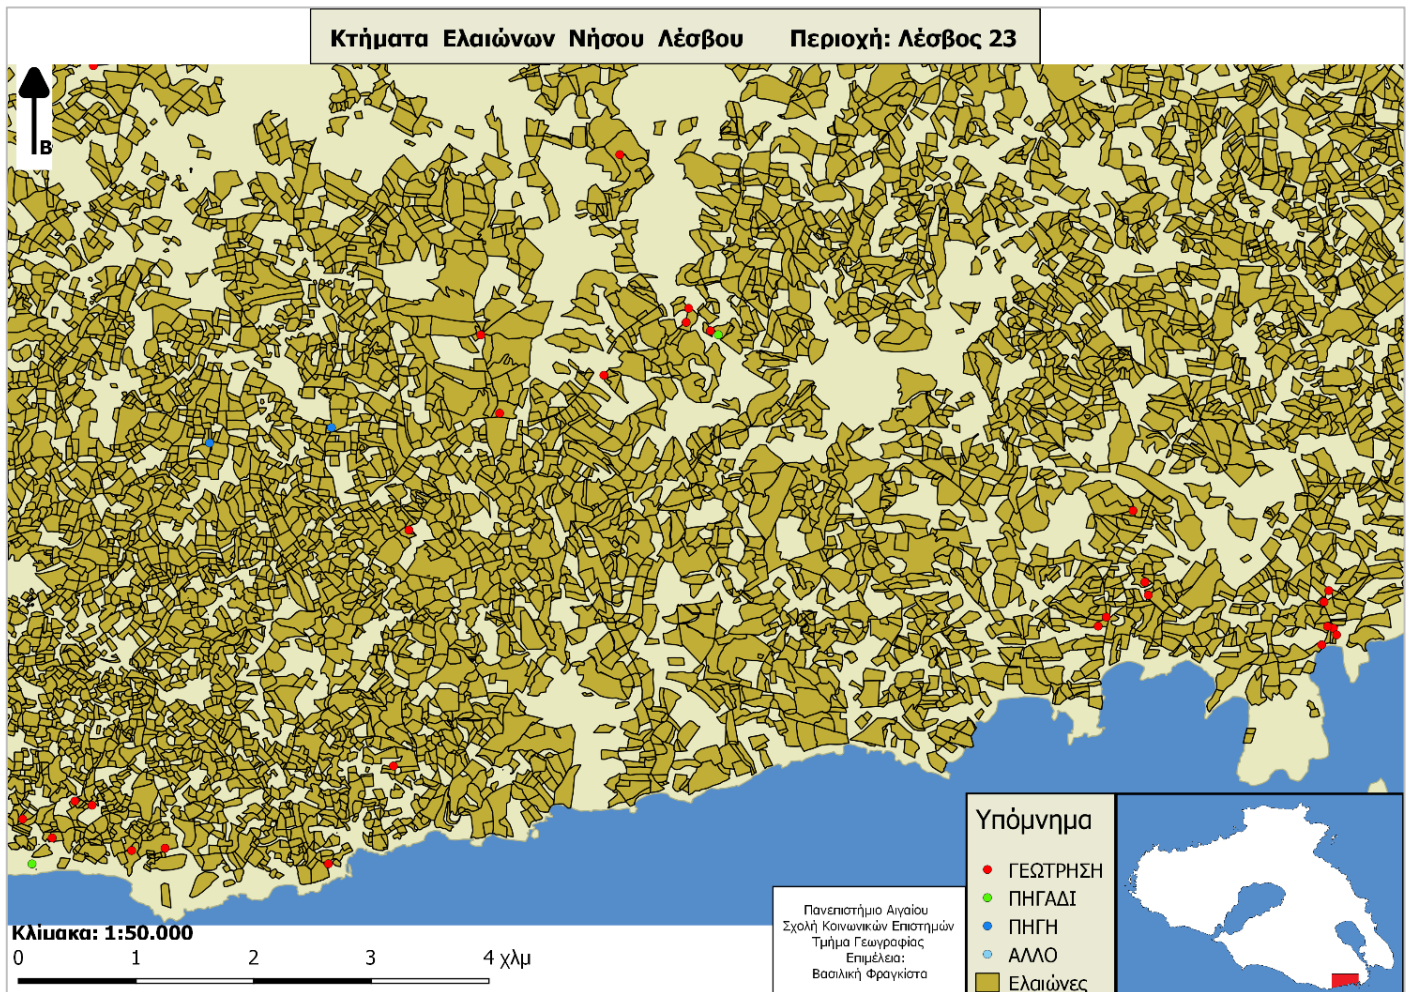 Κτήματα Ελαιώνων Νήσου Λέσβου Περιοχή: Λέσβος 23
Β
Κλίμακα: 1:50.000
0 1 2 3 4 χλμ
Πανεπιστήμιο Αιγαίου
Σχολή Κοινωνικών Επιστημών
Τμήμα Γεωγραφίας
Επιμέλεια:
Βασιλική Φραγκίστα
Υπόμνημα
ΓΕΩΤΡΗΣΗ
ΠΗΓΑΔΙ
ΠΗΓΗ
ΑΛΛΟ
Ελαιώνες